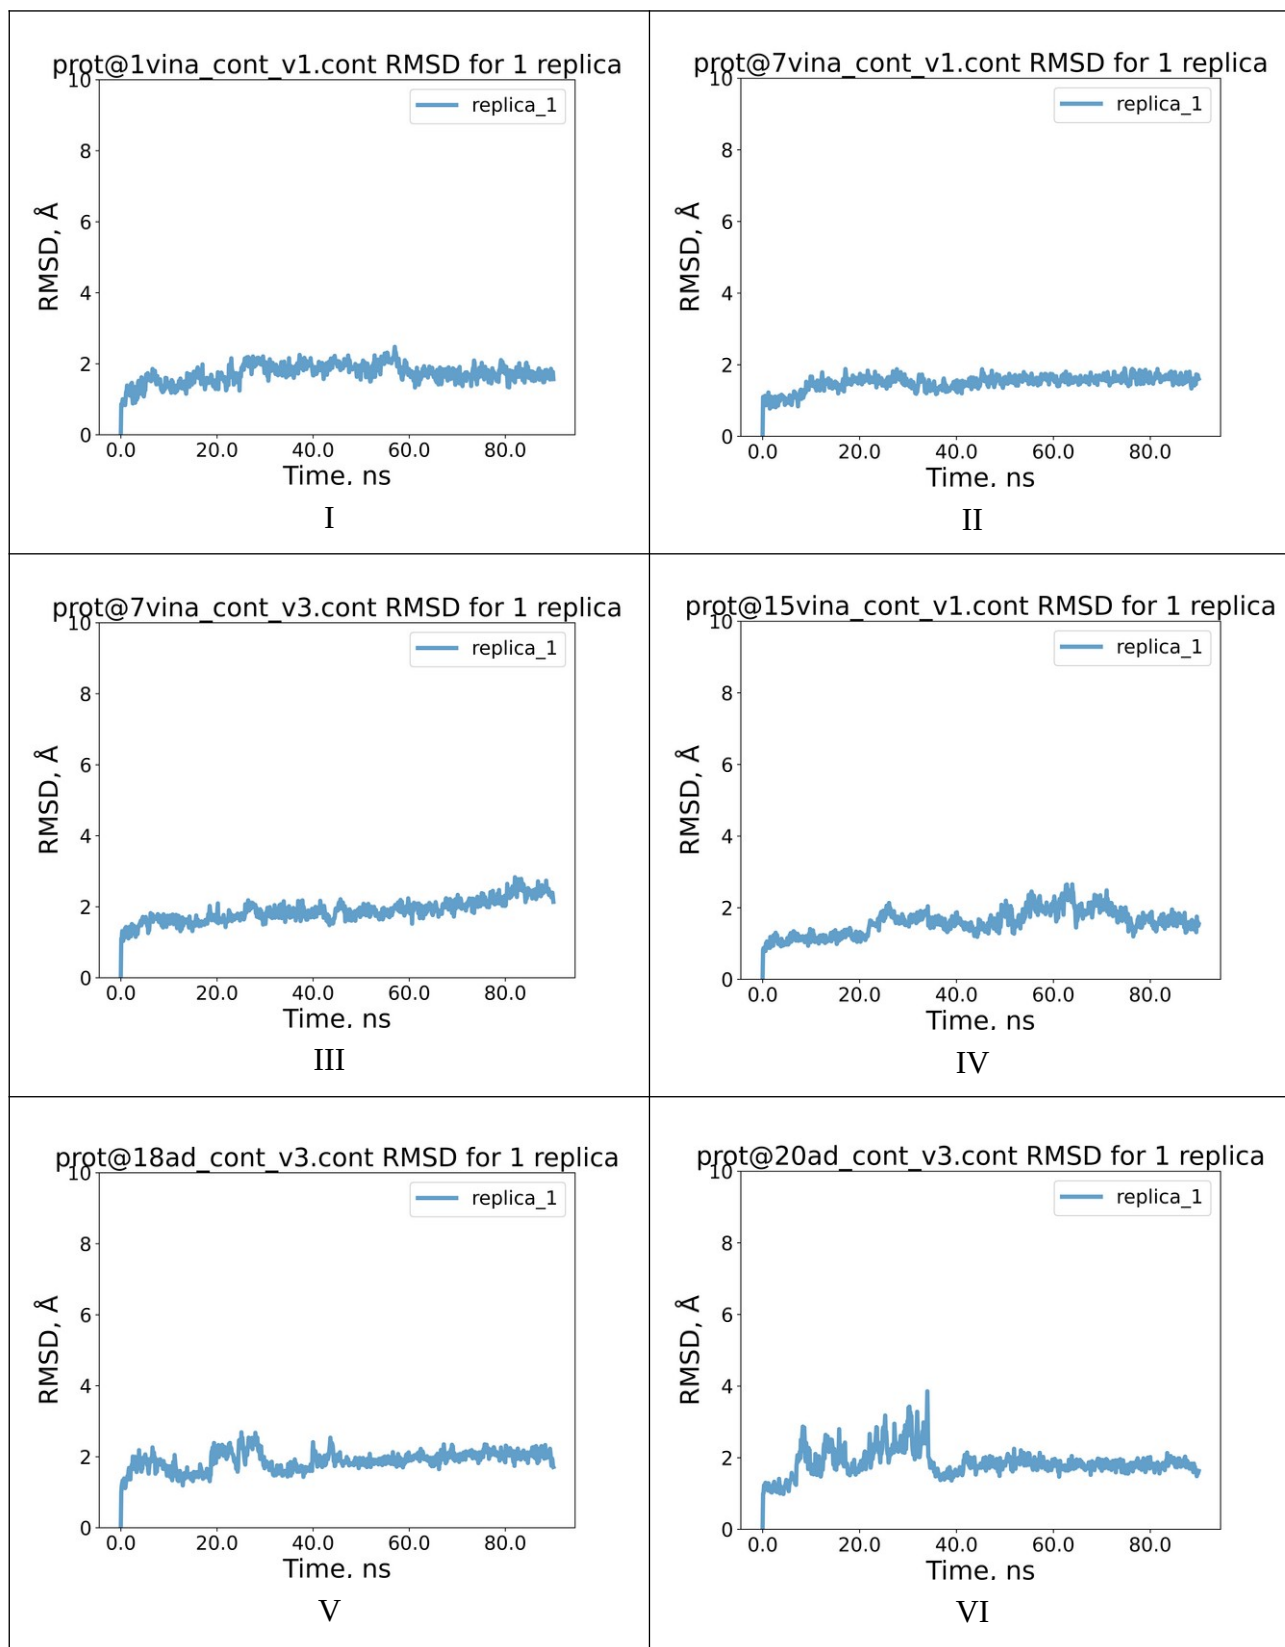 prot@1vina_cont_v1.cont RMSD for 1 replica
10
replica_1
8
6
RMSD, Å
4
2
0
0.0 20.0 40.0 60.0 80.0
Time, ns
I
prot@7vina_cont_v1.cont RMSD for 1 replica
10
replica_1
8
6
RMSD, Å
4
2
0
0.0 20.0 40.0 60.0 80.0
Time, ns
II
prot@7vina_cont_v3.cont RMSD for 1 replica
10
replica_1
8
6
RMSD, Å
4
2
0
0.0 20.0 40.0 60.0 80.0
Time, ns
III
prot@15vina_cont_v1.cont RMSD for 1 replica
10
replica_1
8
6
RMSD, Å
4
2
0
0.0 20.0 40.0 60.0 80.0
Time, ns
IV
prot@18ad_cont_v3.cont RMSD for 1 replica
10
replica_1
8
6
RMSD, Å
4
2
0
0.0 20.0 40.0 60.0 80.0
Time, ns
V
prot@20ad_cont_v3.cont RMSD for 1 replica
10
replica_1
8
6
RMSD, Å
4
2
0
0.0 20.0 40.0 60.0 80.0
Time, ns
VI